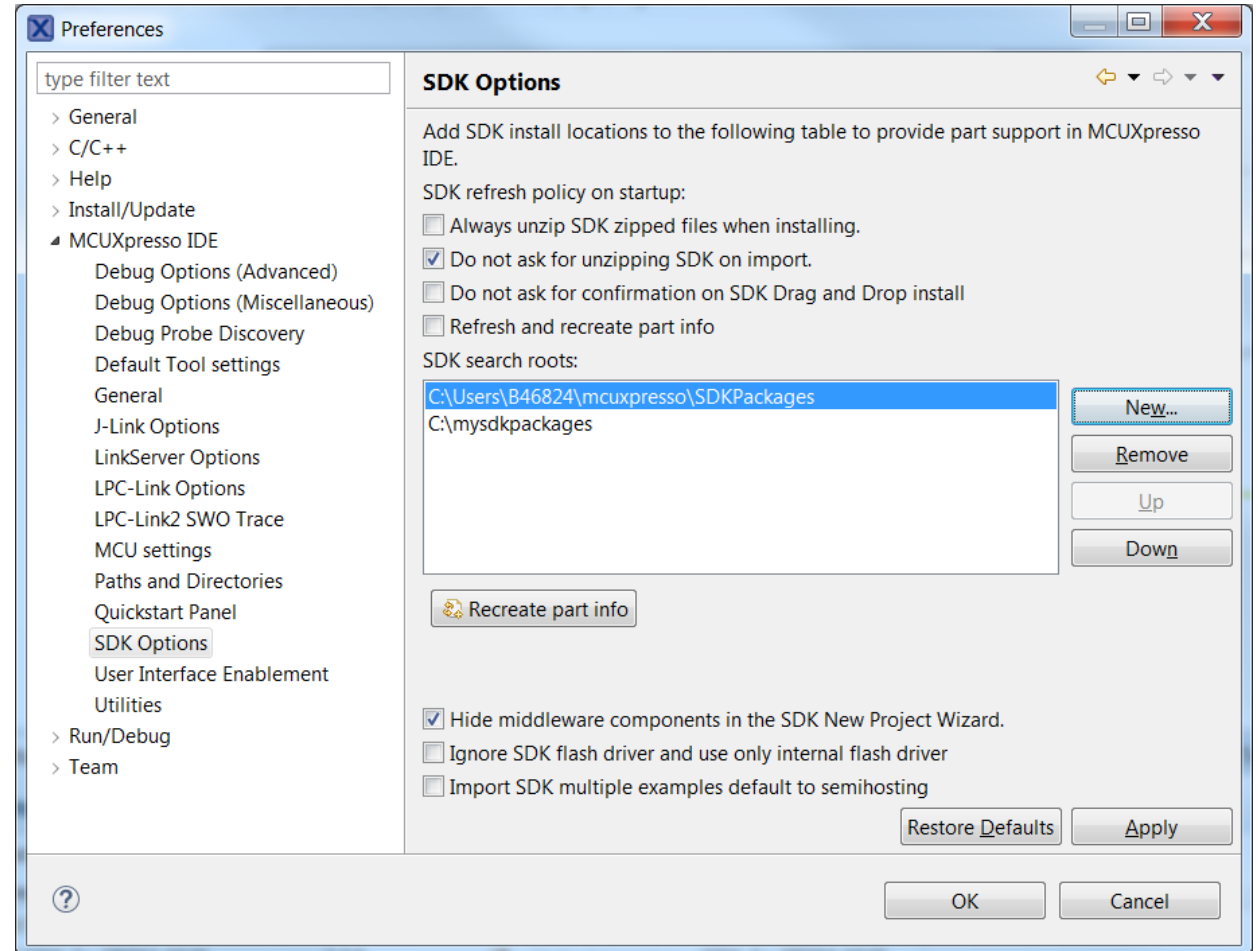 Preferences
type filter text
General
C/C++
Help
Install/Update
MCUXpresso IDE
Debug Options (Advanced)
Debug Options (Miscellaneous)
Debug Probe Discovery
Default Tool settings
General
J-Link Options
LinkServer Options
LPC-Link Options
LPC-Link2 SWO Trace
MCU settings
Paths and Directories
Quickstart Panel
SDK Options
User Interface Enablement
Utilities
Run/Debug
Team
SDK Options
Add SDK install locations to the following table to provide part support in MCUXpresso
IDE.
SDK refresh policy on startup:
Always unzip SDK zipped files when installing.
Do not ask for unzipping SDK on import.
Do not ask for confirmation on SDK Drag and Drop install
Refresh and recreate part info
SDK search roots:
C:\Users\B46824\mcuxpresso\SDKPackages
C:\mysdkpackages
New...
Remove
Up
Down
Recreate part info
Hide middleware components in the SDK New Project Wizard.
Ignore SDK flash driver and use only internal flash driver
Import SDK multiple examples default to semihosting
Restore Defaults
Apply
?
OK
Cancel